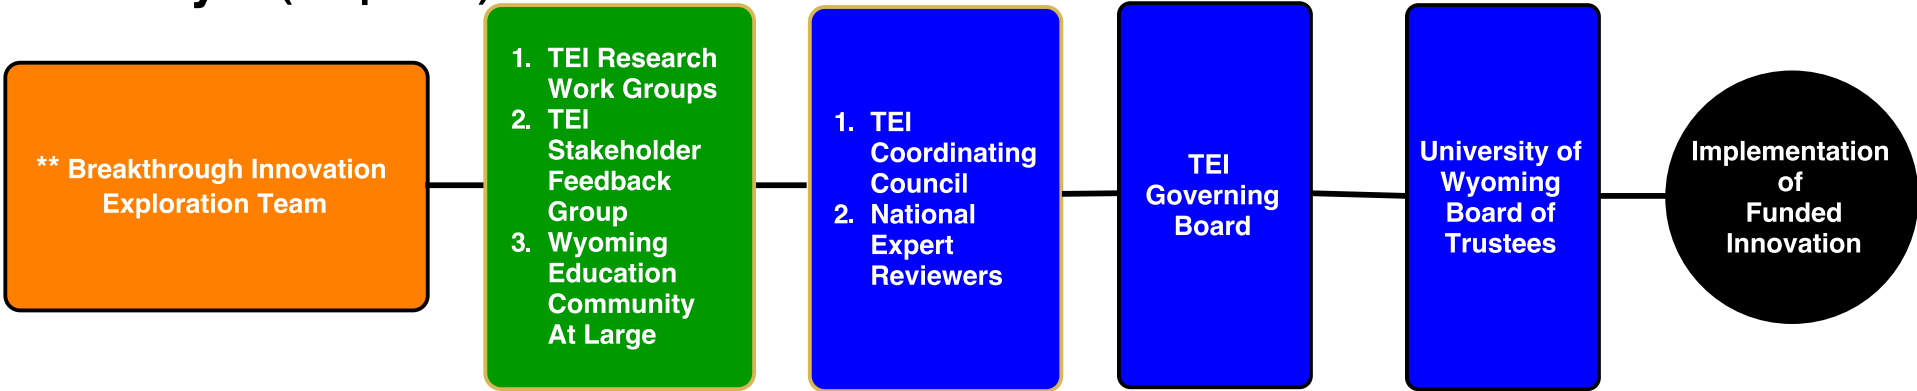 ** Breakthrough Innovation
Exploration Team
1. TEI Research
Work Groups
2. TEI
Stakeholder
Feedback
Group
3. Wyoming
Education
Community
At Large
1. TEI
Coordinating
Council
2. National
Expert
Reviewers
TEI
Governing
Board
University of
Wyoming
Board of
Trustees
Implementation
of
Funded
Innovation